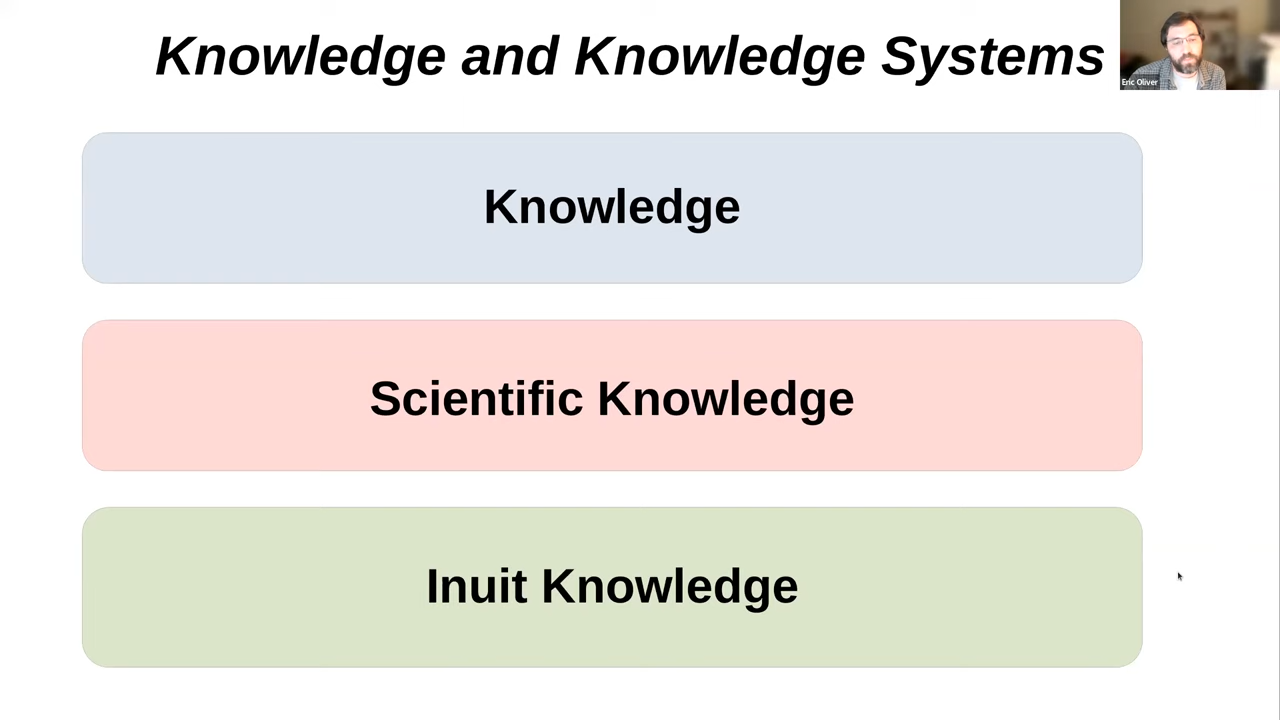 Knowledge and Knowledge Systems
Eric Oliver
Knowledge
Scientific Knowledge
Inuit Knowledge